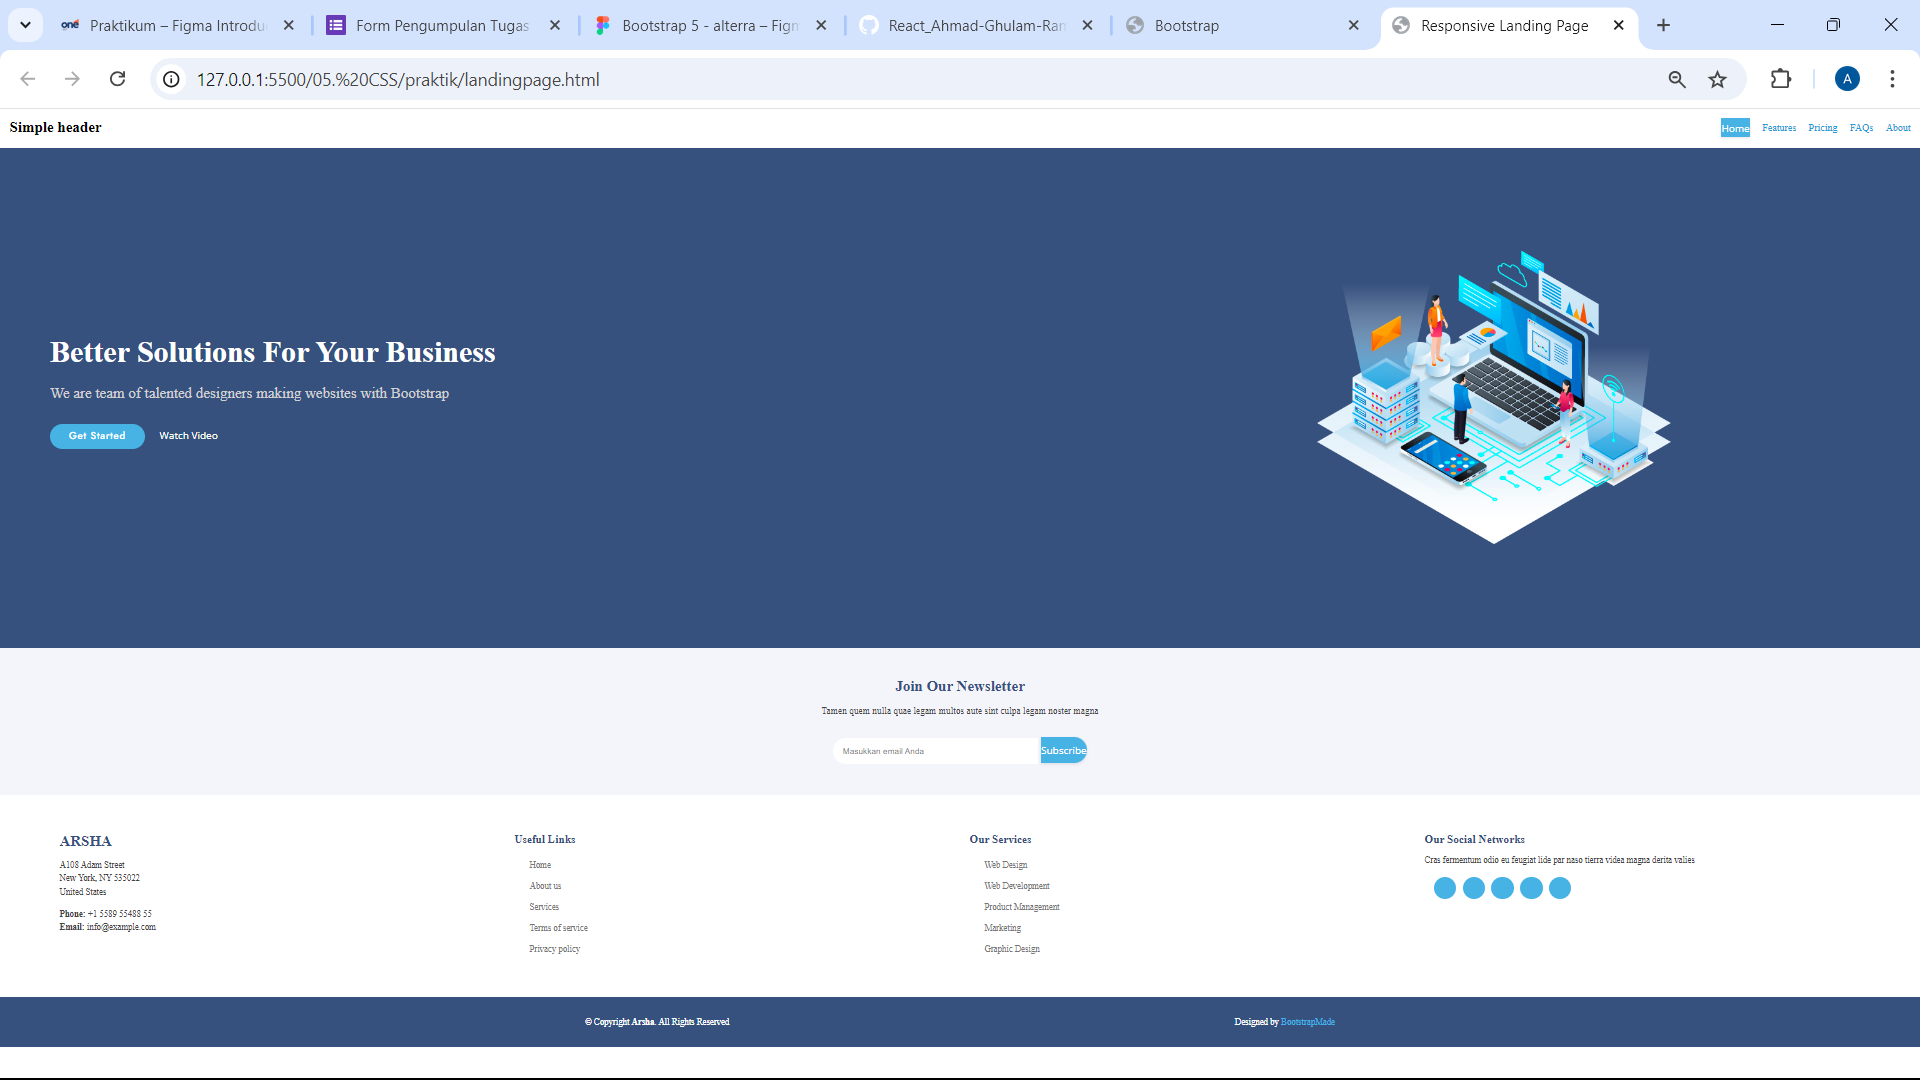 one Praktikum – Figma Introdu
Form Pengumpulan Tugas
Bootstrap 5 - alterra – Figm
React_Ahmad-Ghulam-Ram
Bootstrap
Responsive Landing Page
127.0.0.1:5500/05.%20CSS/praktik/landingpage.html
A
Simple header
Home Features Pricing FAQs About
Better Solutions For Your Business
We are team of talented designers making websites with Bootstrap
Get Started Watch Video
Join Our Newsletter
Tamen quem nulla quae legam multos aute sint culpa legam noster magna
Masukkan email Anda Subscribe
ARSHA
A108 Adam Street
New York, NY 535022
United States
Phone: +1 5589 55488 55
Email: info@example.com
Useful Links
Home
About us
Services
Terms of service
Privacy policy
Our Services
Web Design
Web Development
Product Management
Marketing
Graphic Design
Our Social Networks
Cras fermentum odio eu feugiat lide par naso tierra videa magna derita valies
© Copyright Arsha. All Rights Reserved
Designed by BootstrapMade